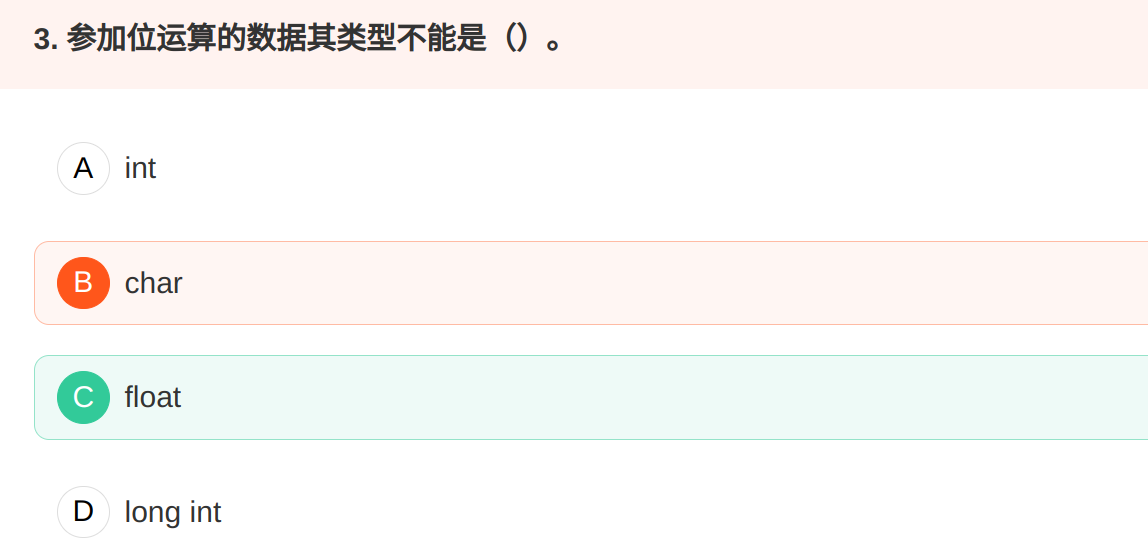 3. 参加位运算的数据其类型不能是（）。
A int
B char
C float
D long int